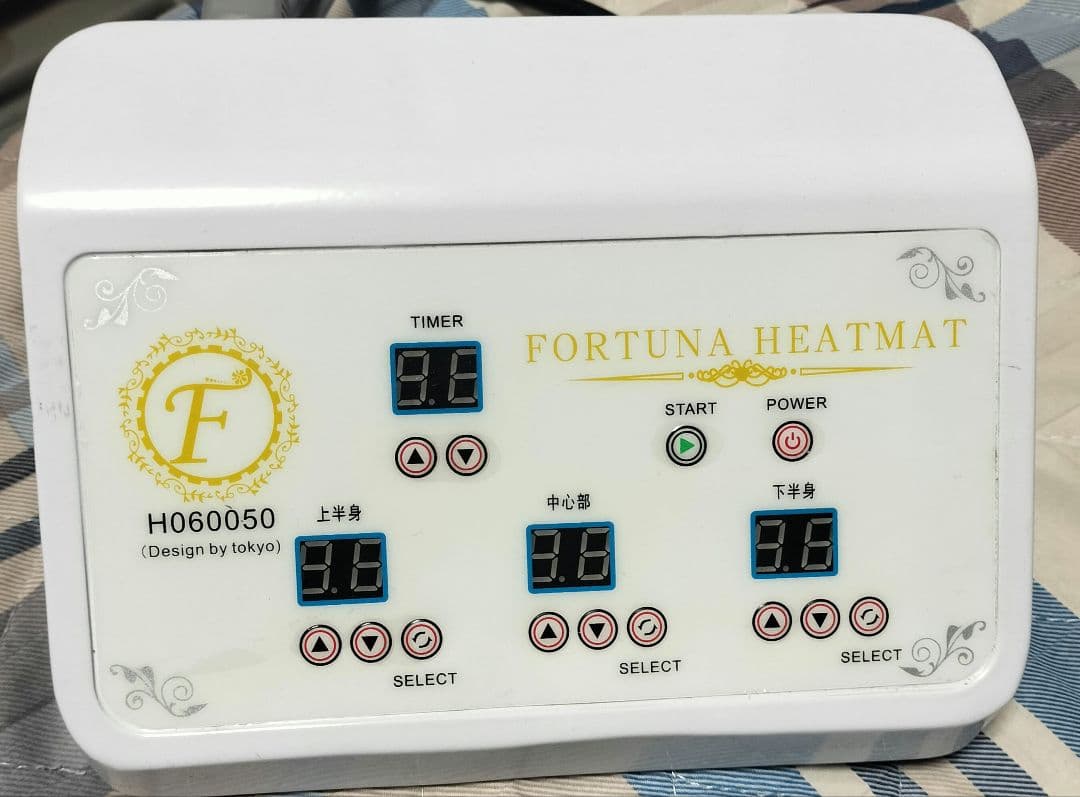 TIMER
FORTUNA HEATMAT
START
POWER
F
H060050
(Design by tokyo)
上半身
中心部
下半身
SELECT
SELECT
SELECT